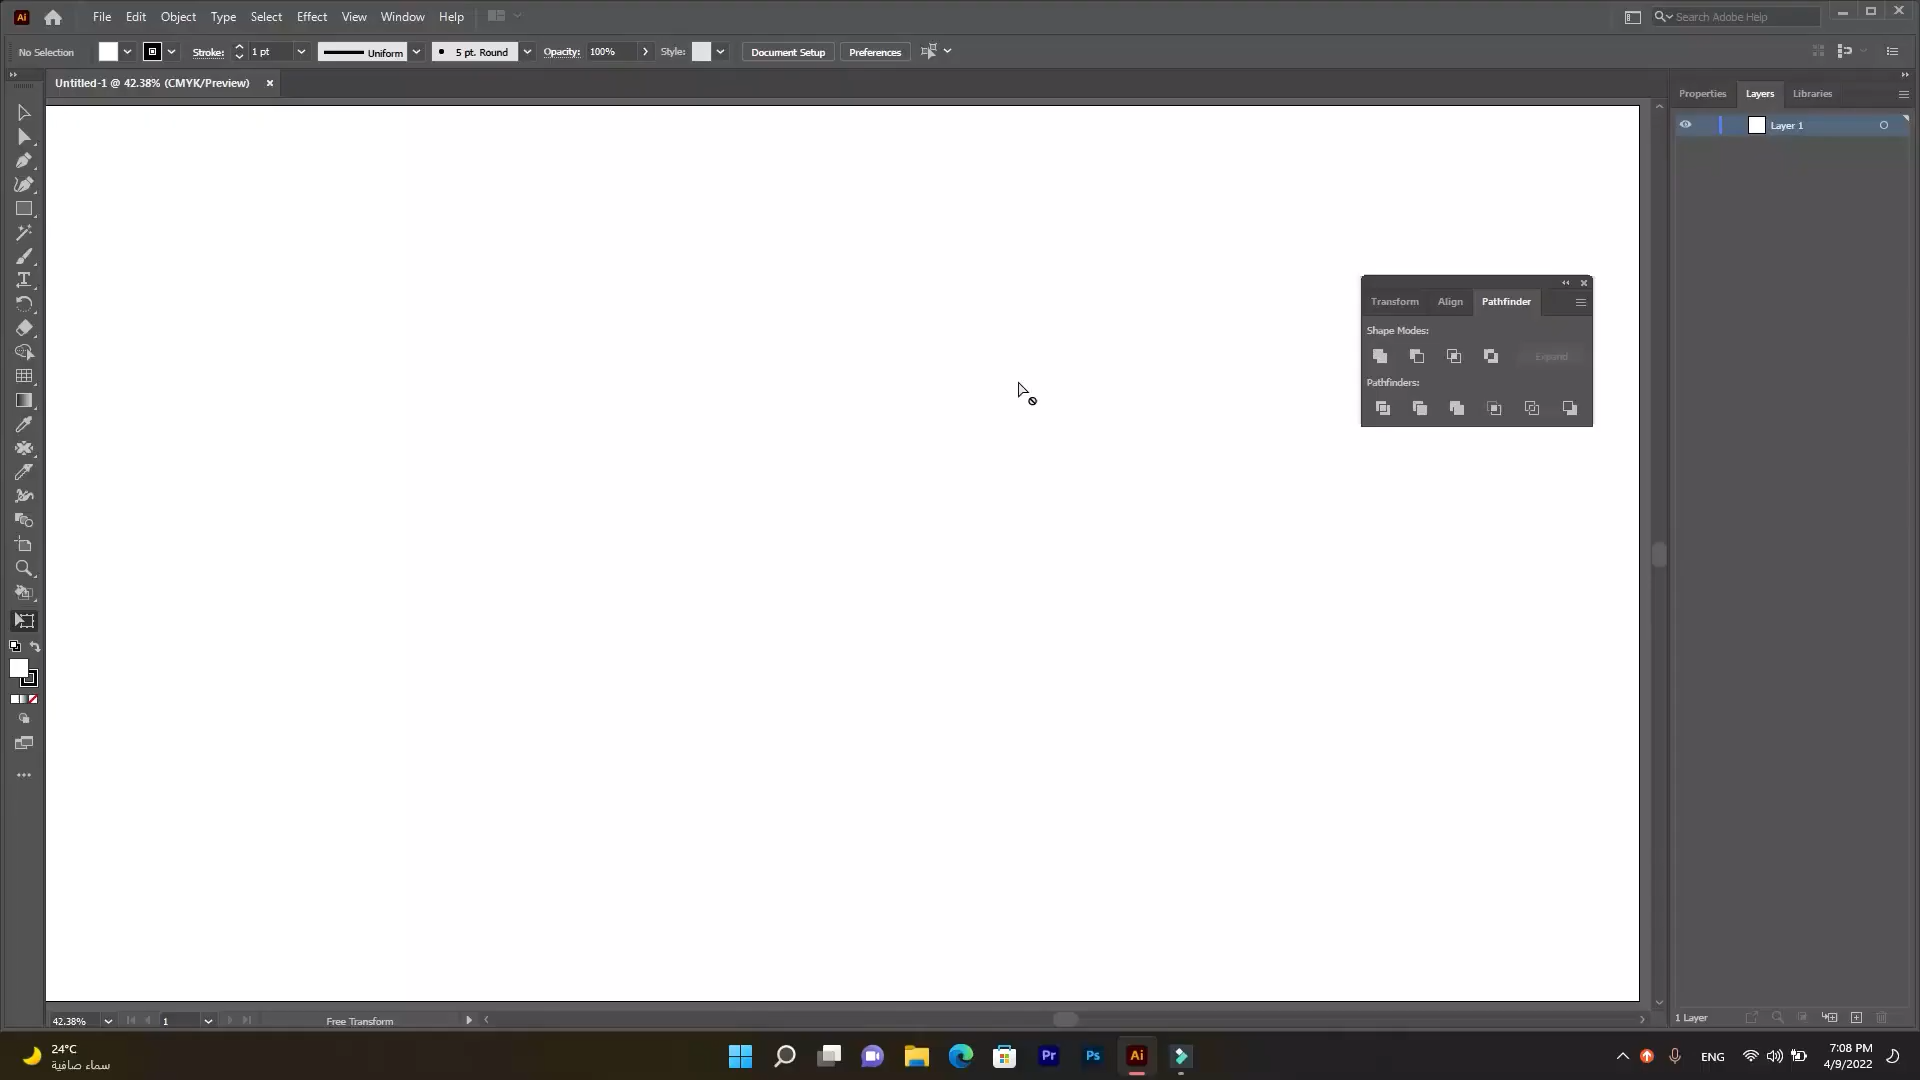 Ai File Edit Object Type Select Effect View Window Help Search Adobe Help
No Selection Stroke: 1 pt Uniform 5 pt. Round Opacity: 100% Style: Document Setup Preferences
Untitled-1 @ 42.38% (CMYK/Preview)
Properties Layers Libraries
Layer 1
Transform Align Pathfinder
Shape Modes:
Expand
Pathfinders:
42.38% 1 Free Transform
1 Layer
24°C
سماء صافية
Pr Ps Ai
ENG
7:08 PM
4/9/2022